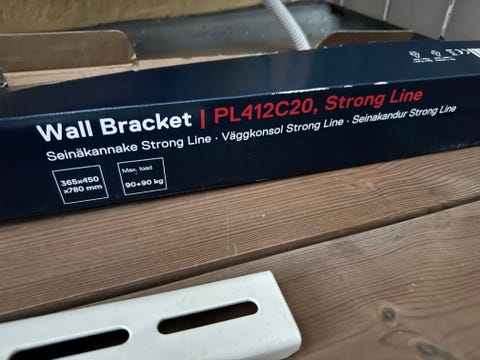 Wall Bracket | PL412C20, Strong Line
Seinäkannake Strong Line · Väggkonsol Strong Line · Seinakandur Strong Line
365x450
x780 mm
Max. load
90+90 kg